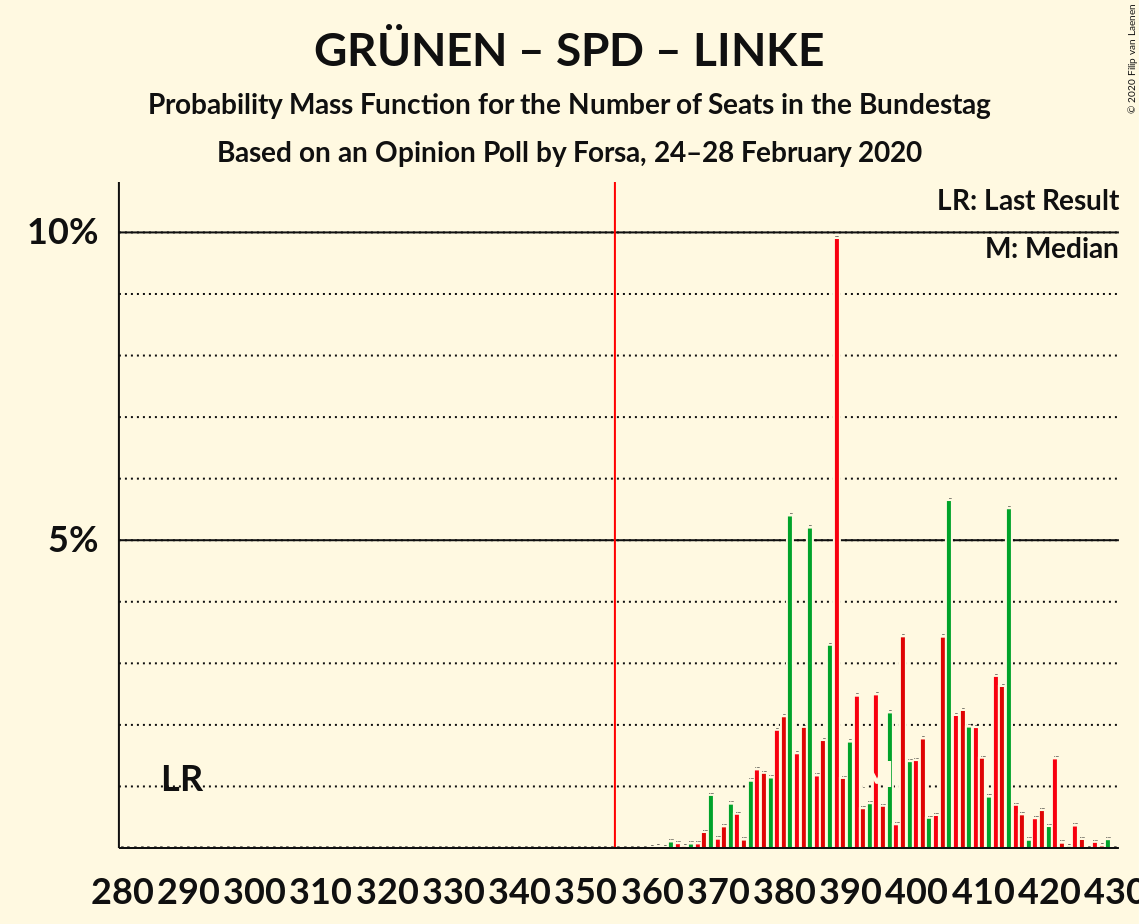 GRÜNEN – SPD – LINKE
Probability Mass Function for the Number of Seats in the Bundestag
Based on an Opinion Poll by Forsa, 24–28 February 2020
© 2020 Filip van Laenen
LR: Last Result
M: Median
10%
5%
LR
M
280 290 300 310 320 330 340 350 360 370 380 390 400 410 420 430